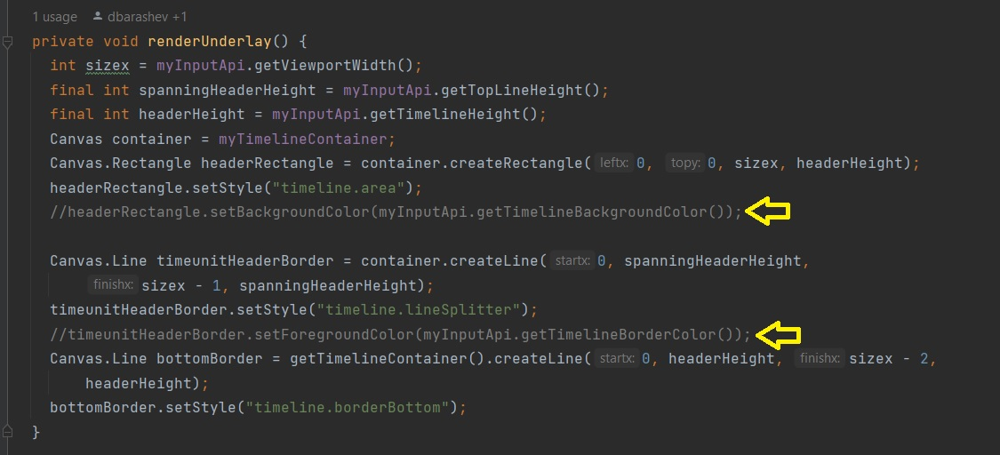 1 usage dbarashev +1
private void renderUnderlay() {
int sizex = myInputApi.getViewportWidth();
final int spanningHeaderHeight = myInputApi.getTopLineHeight();
final int headerHeight = myInputApi.getTimelineHeight();
Canvas container = myTimelineContainer;
Canvas.Rectangle headerRectangle = container.createRectangle( leftx: 0, topy: 0, sizex, headerHeight);
headerRectangle.setStyle("timeline.area");
//headerRectangle.setBackgroundColor(myInputApi.getTimelineBackgroundColor());
Canvas.Line timeunitHeaderBorder = container.createLine( startx: 0, spanningHeaderHeight,
finishx: sizex - 1, spanningHeaderHeight);
timeunitHeaderBorder.setStyle("timeline.lineSplitter");
//timeunitHeaderBorder.setForegroundColor(myInputApi.getTimelineBorderColor());
Canvas.Line bottomBorder = getTimelineContainer().createLine( startx: 0, headerHeight, finishx: sizex - 2,
headerHeight);
bottomBorder.setStyle("timeline.borderBottom");
}